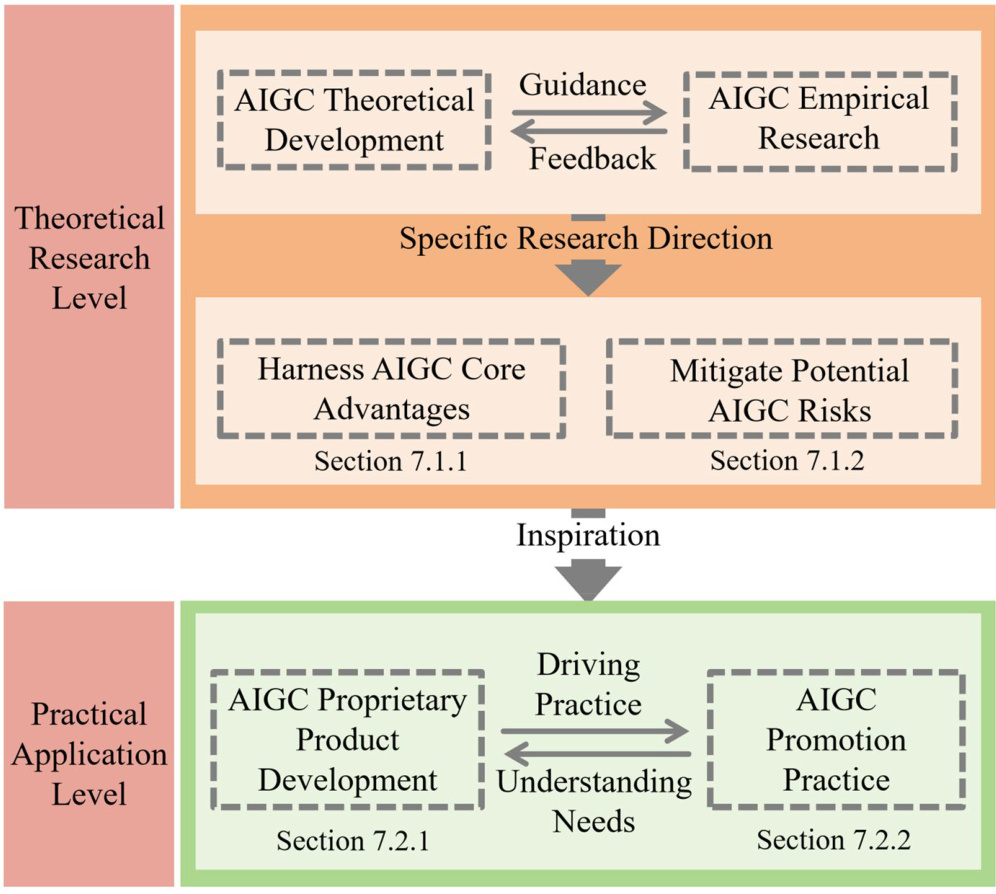 Theoretical
Research
Level
AIGC Theoretical
Development
Guidance
Feedback
AIGC Empirical
Research
Specific Research Direction
Harness AIGC Core
Advantages
Section 7.1.1
Mitigate Potential
AIGC Risks
Section 7.1.2
Inspiration
Practical
Application
Level
AIGC Proprietary
Product
Development
Section 7.2.1
Driving
Practice
Understanding
Needs
AIGC
Promotion
Practice
Section 7.2.2